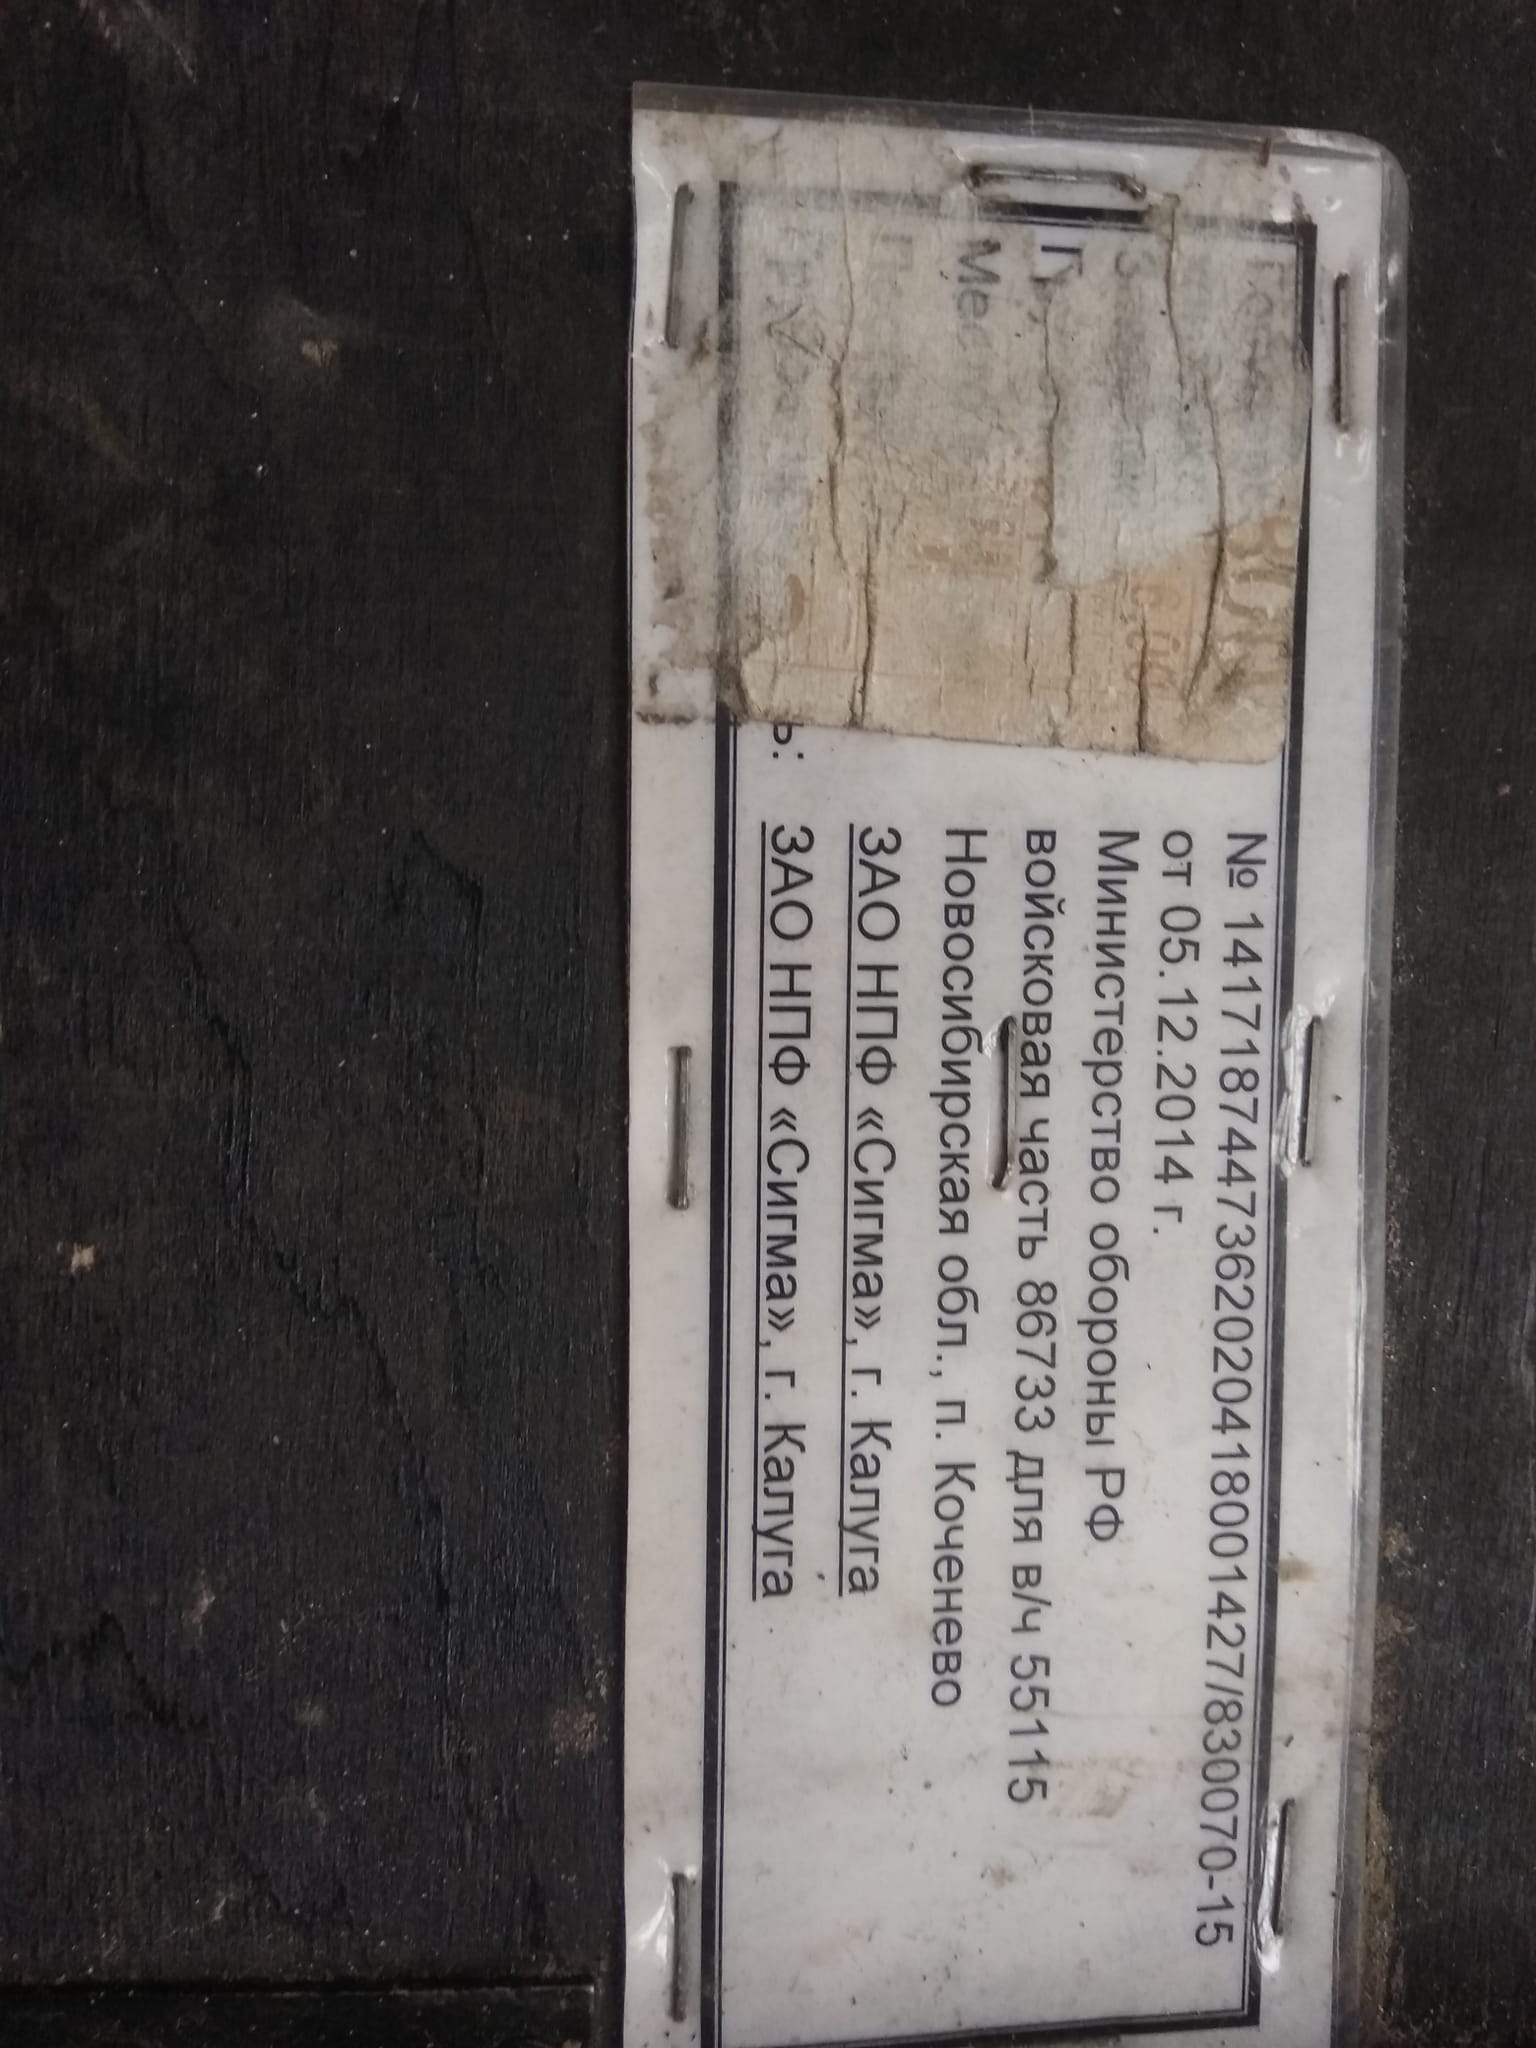 № 1417187447362020418001427/830070-15
от 05.12.2014 г.
Министерство обороны РФ
войсковая часть 86733 для в/ч 55115
Новосибирская обл., п. Коченево
ЗАО НПФ «Сигма», г. Калуга
ь: ЗАО НПФ «Сигма», г. Калуга